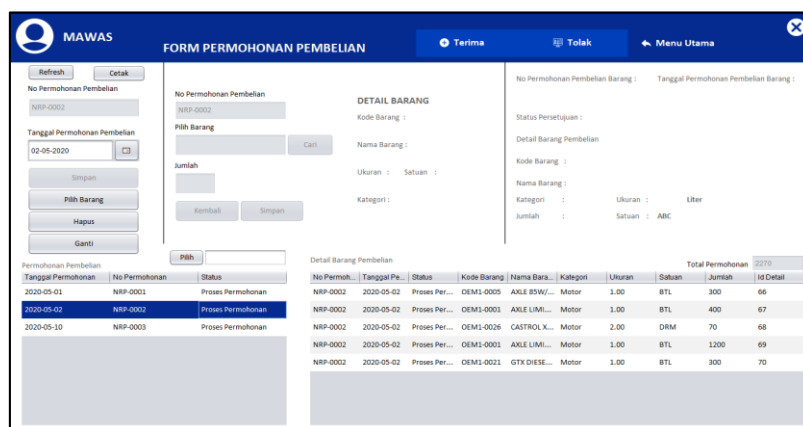 MAWAS
FORM PERMOHONAN PEMBELIAN
Terima
Tolak
Menu Utama
Refresh
Cetak
No Permohonan Pembelian
NRP-0002
Tanggal Permohonan Pembelian
02-05-2020
Simpan
Pilih Barang
Hapus
Ganti
No Permohonan Pembelian
NRP-0002
Pilih Barang
Cari
Jumlah
Kembali
Simpan
DETAIL BARANG
Kode Barang :
Nama Barang :
Ukuran : Satuan :
Kategori :
No Permohonan Pembelian Barang : Tanggal Permohonan Pembelian Barang :
Status Persetujuan :
Detail Barang Pembelian
Kode Barang :
Nama Barang :
Kategori : Ukuran : Liter
Jumlah : Satuan : ABC
Permohonan Pembelian
Pilih
Tanggal Permohonan No Permohonan Status
2020-05-01 NRP-0001 Proses Permohonan
2020-05-02 NRP-0002 Proses Permohonan
2020-05-10 NRP-0003 Proses Permohonan
Detail Barang Pembelian
Total Permohonan 2270
No Permoh... Tanggal Pe... Status Kode Barang Nama Bara... Kategori Ukuran Satuan Jumlah Id Detail
NRP-0002 2020-05-02 Proses Per... OEM1-0005 AXLE 85W/... Motor 1.00 BTL 300 66
NRP-0002 2020-05-02 Proses Per... OEM1-0001 AXLE LIMI... Motor 1.00 BTL 400 67
NRP-0002 2020-05-02 Proses Per... OEM1-0026 CASTROL X... Motor 2.00 DRM 70 68
NRP-0002 2020-05-02 Proses Per... OEM1-0001 AXLE LIMI... Motor 1.00 BTL 1200 69
NRP-0002 2020-05-02 Proses Per... OEM1-0021 GTX DIESE... Motor 1.00 BTL 300 70